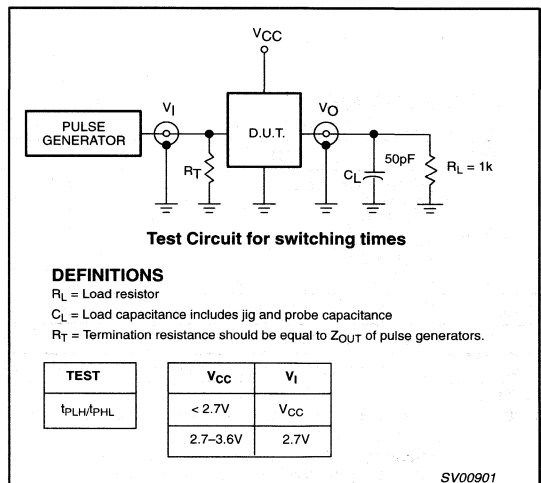 VCC
PULSE GENERATOR
VI
RT
D.U.T.
VO
50pF
CL
RL = 1k
Test Circuit for switching times
DEFINITIONS
RL = Load resistor
CL = Load capacitance includes jig and probe capacitance
RT = Termination resistance should be equal to ZOUT of pulse generators.
TEST
tPLH/tPHL
VCC VI
< 2.7V VCC
2.7–3.6V 2.7V
SV00901